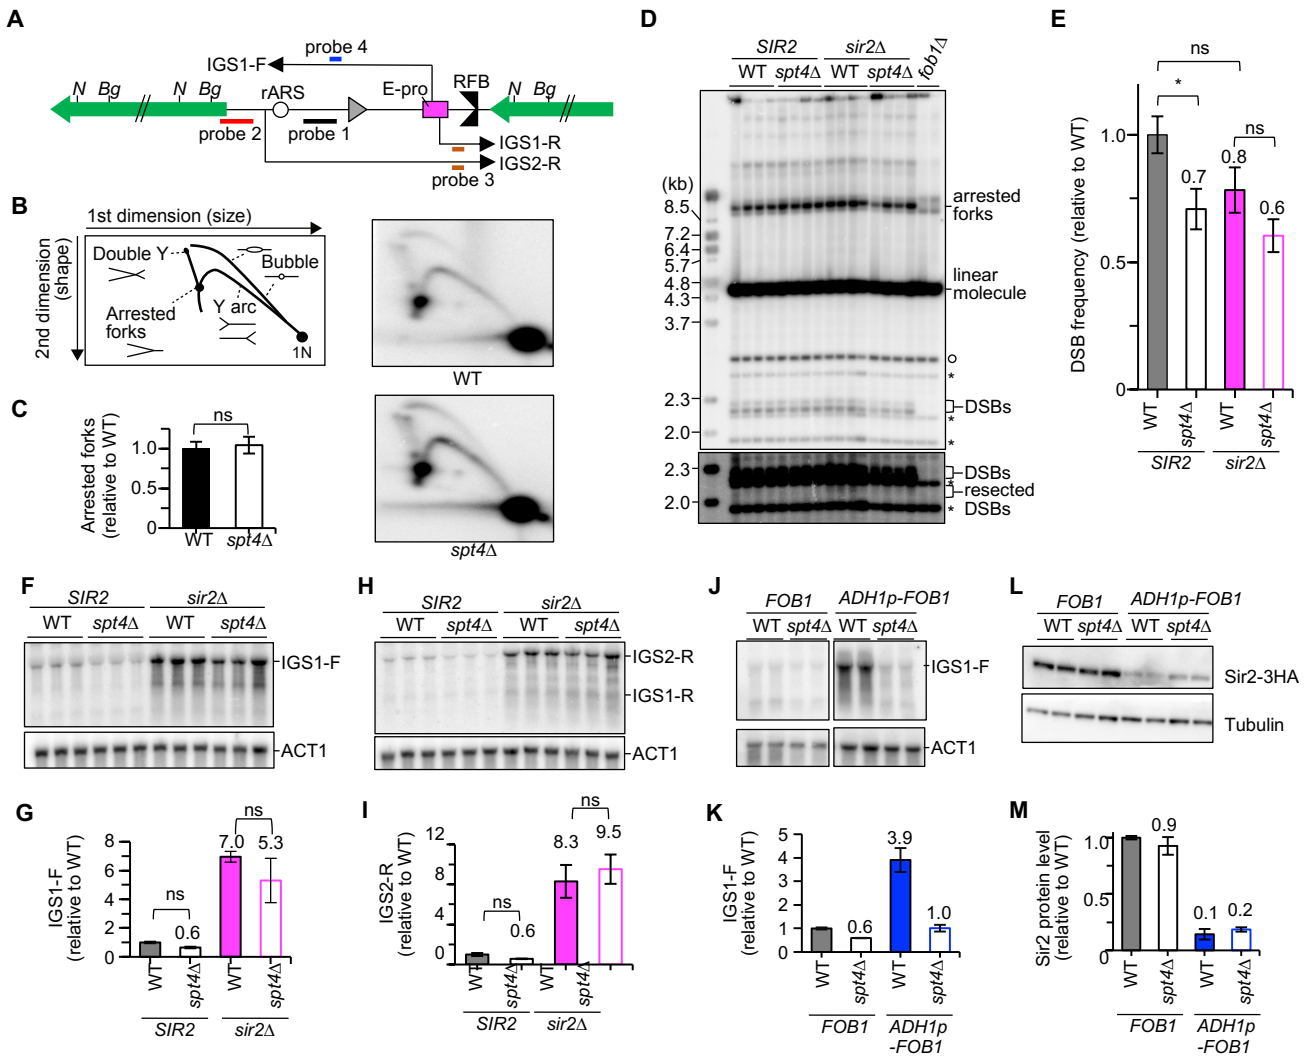 A
IGS1-F
probe 4
N
Bg
N
Bg
rARS
E-pro
RFB
N
Bg
probe 2
probe 1
IGS1-R
IGS2-R
probe 3
B
1st dimension (size)
2nd dimension
(shape)
Double Y
Bubble
Y arc
Arrested
forks
1N
WT
spt4Δ
C
Arrested forks
(relative to WT)
ns
1.0
0.5
0
WT
spt4Δ
D
SIR2
sir2Δ
fob1Δ
WT
spt4Δ
WT
spt4Δ
(kb)
8.5
7.2
6.4
5.7
4.8
4.3
3.7
2.3
2.0
arrested
forks
linear
molecule
*
DSBs
*
*
2.3
2.0
DSBs
*
resected
DSBs
*
E
DSB frequency (relative to WT)
ns
*
ns
1.0
0.5
0
0.7
0.8
0.6
WT
spt4Δ
WT
spt4Δ
SIR2
sir2Δ
F
SIR2
sir2Δ
WT
spt4Δ
WT
spt4Δ
IGS1-F
ACT1
G
IGS1-F
(relative to WT)
8
6
4
2
0
ns
0.6
ns
7.0
5.3
WT
spt4Δ
WT
spt4Δ
SIR2
sir2Δ
H
SIR2
sir2Δ
WT
spt4Δ
WT
spt4Δ
IGS2-R
IGS1-R
ACT1
I
IGS2-R
(relative to WT)
12
8
4
0
ns
0.6
ns
8.3
9.5
WT
spt4Δ
WT
spt4Δ
SIR2
sir2Δ
J
FOB1
ADH1p-FOB1
WT
spt4Δ
WT
spt4Δ
IGS1-F
ACT1
K
IGS1-F
(relative to WT)
5
4
3
2
1
0
0.6
3.9
1.0
WT
spt4Δ
WT
spt4Δ
FOB1
ADH1p
-FOB1
L
FOB1
ADH1p-FOB1
WT
spt4Δ
WT
spt4Δ
Sir2-3HA
Tubulin
M
Sir2 protein level
(relative to WT)
1.0
0.5
0
0.9
0.1
0.2
WT
spt4Δ
WT
spt4Δ
FOB1
ADH1p
-FOB1